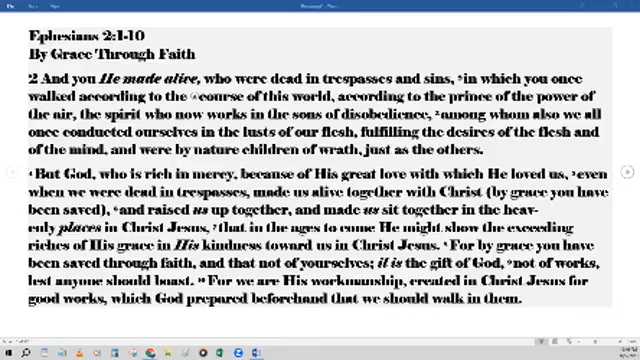 Ephesians 2:1-10
By Grace Through Faith
2 And you He made alive, who were dead in trespasses and sins, ²in which you once
walked according to the course of this world, according to the prince of the power of
the air, the spirit who now works in the sons of disobedience, ³among whom also we all
once conducted ourselves in the lusts of our flesh, fulfilling the desires of the flesh and
of the mind, and were by nature children of wrath, just as the others.
⁴But God, who is rich in mercy, because of His great love with which He loved us, ⁵even
when we were dead in trespasses, made us alive together with Christ (by grace you have
been saved), ⁶and raised us up together, and made us sit together in the heav-
enly places in Christ Jesus, ⁷that in the ages to come He might show the exceeding
riches of His grace in His kindness toward us in Christ Jesus. ⁸For by grace you have
been saved through faith, and that not of yourselves; it is the gift of God, ⁹not of works,
lest anyone should boast. ¹⁰For we are His workmanship, created in Christ Jesus for
good works, which God prepared beforehand that we should walk in them.